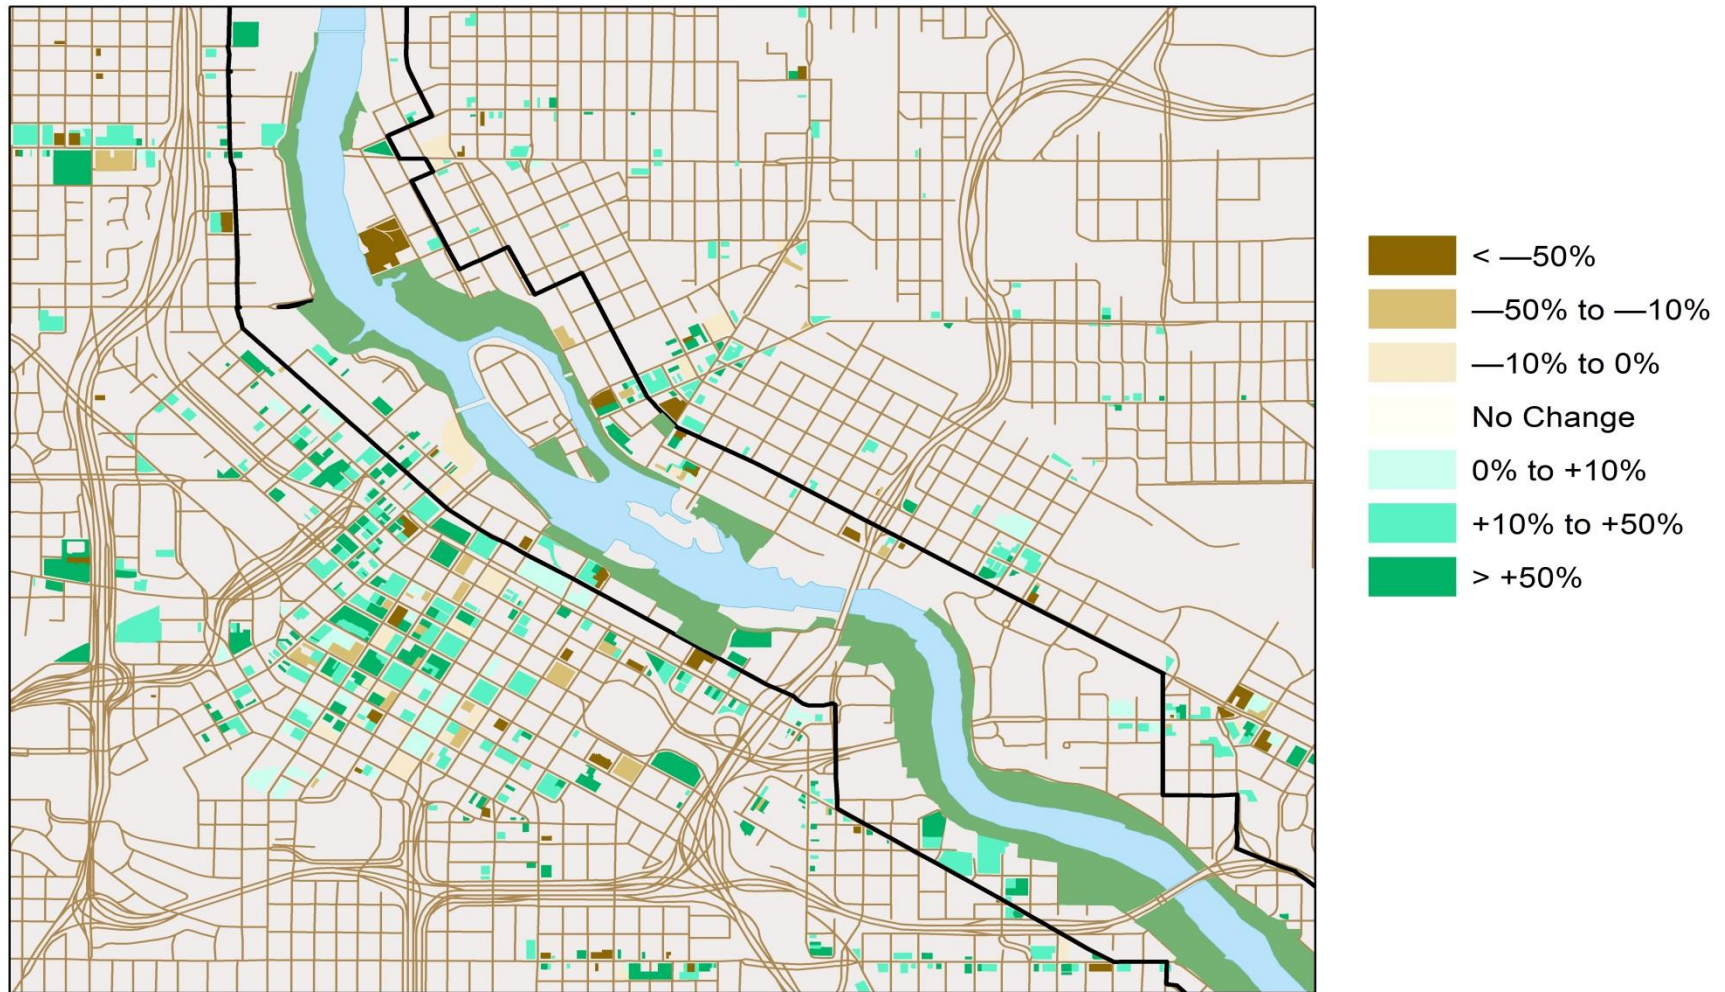 < —50%
—50% to —10%
—10% to 0%
No Change
0% to +10%
+10% to +50%
> +50%